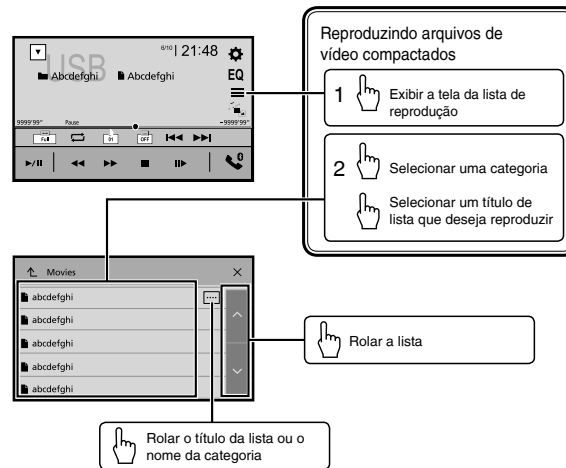 Reproduzindo arquivos de
vídeo compactados
1 Exibir a tela da lista de
reprodução
2 Selecionar uma categoria
Selecionar um título de
lista que deseja reproduzir
USB
6/10 21:48
Abcdefghi Abcdefghi
EQ
9999'99" Pause -9999'99"
Full 01 OFF
Movies
abcdefghi
abcdefghi
abcdefghi
abcdefghi
abcdefghi
Rolar a lista
Rolar o título da lista ou o
nome da categoria